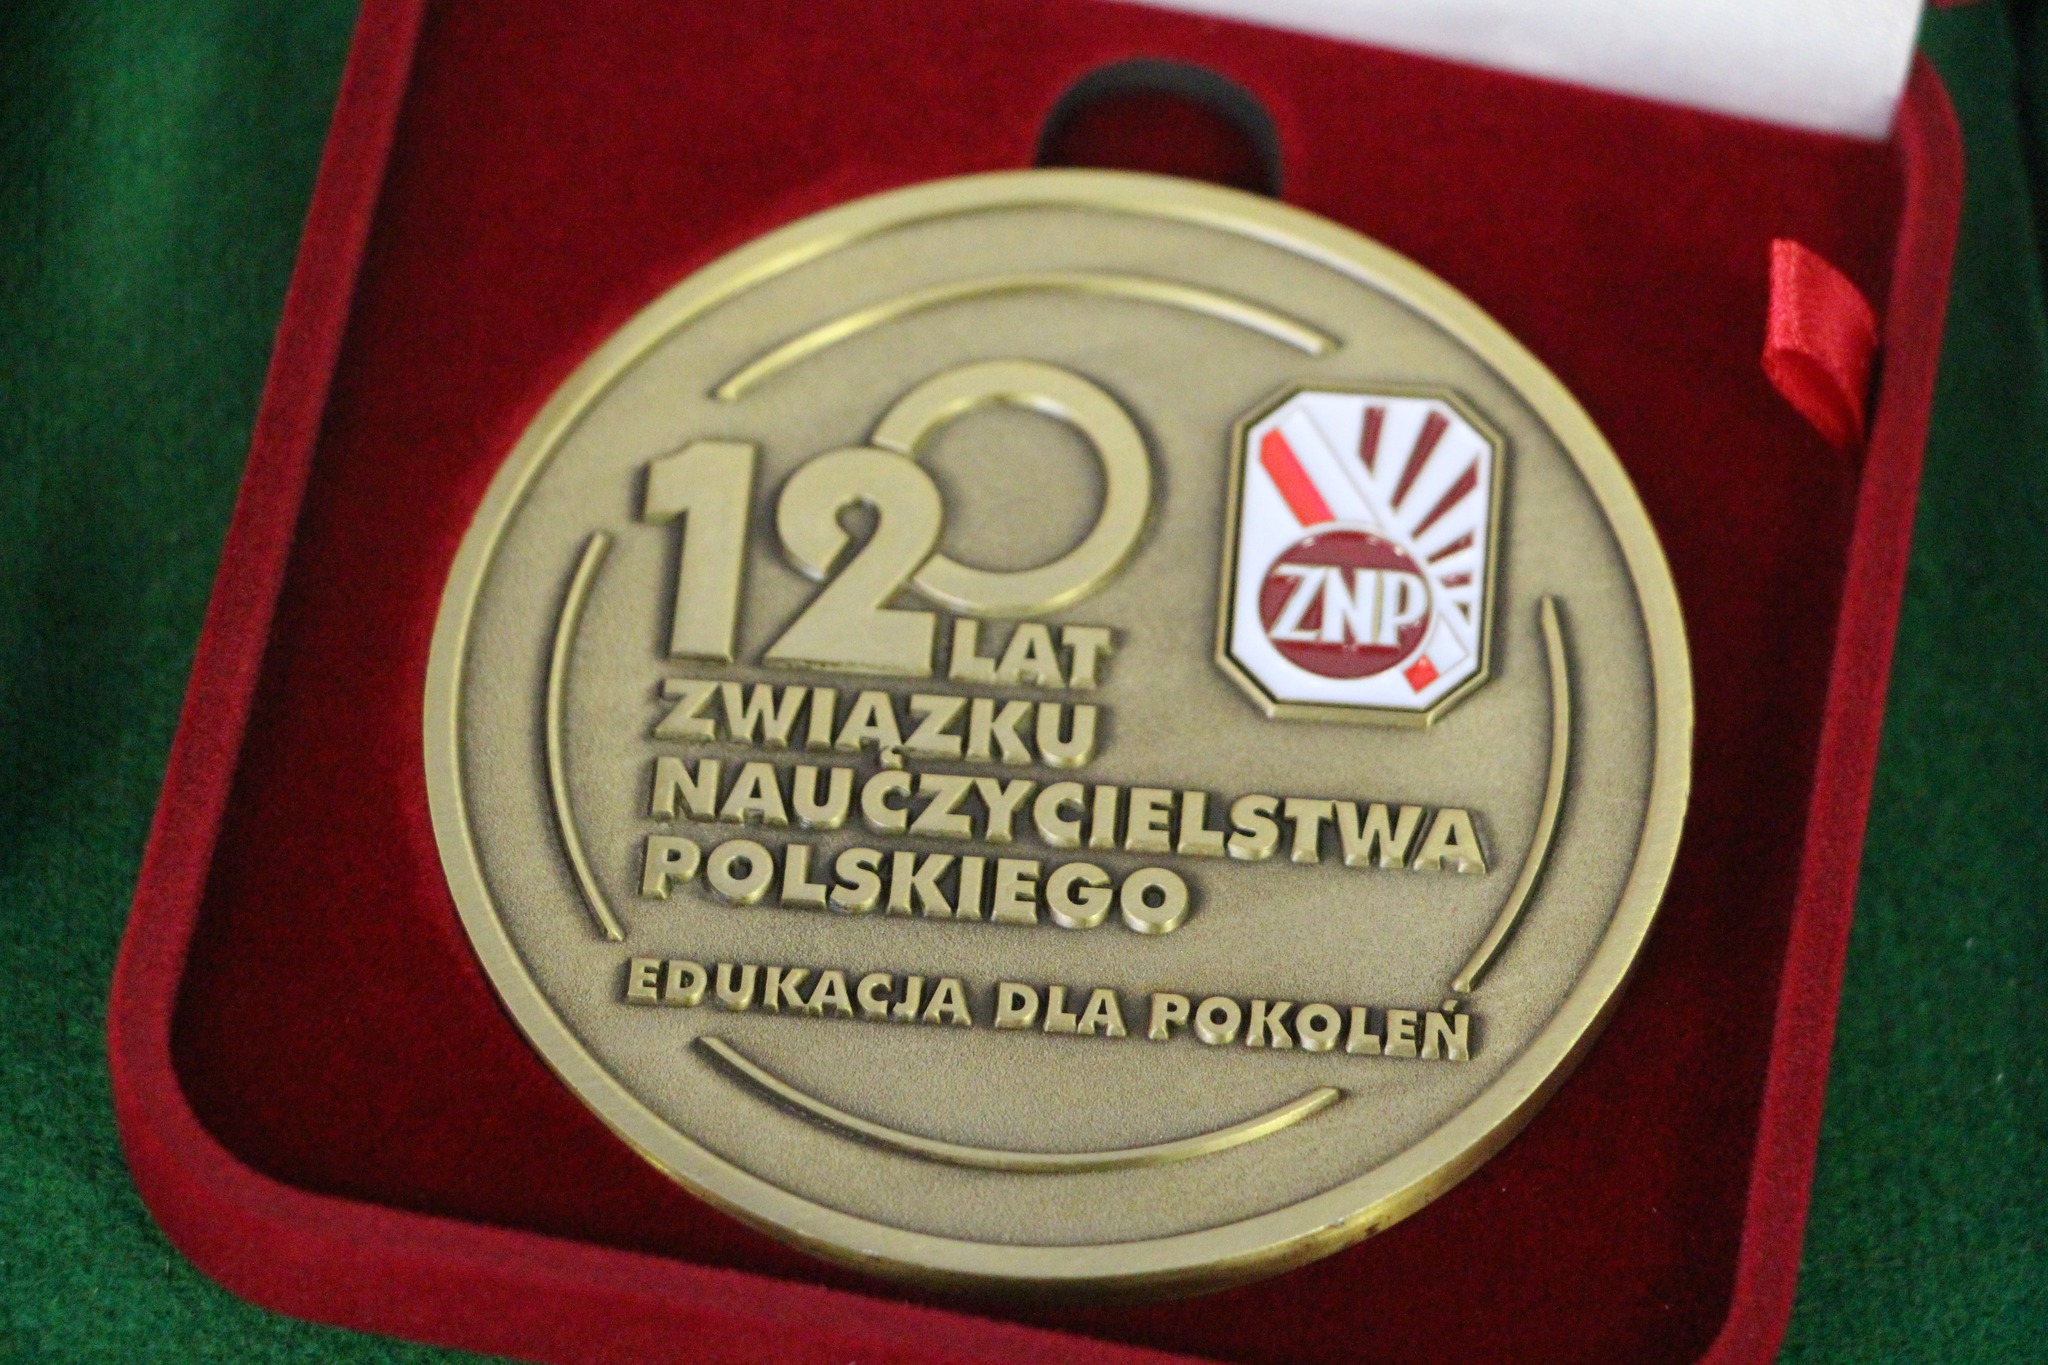 120 LAT
ZWIĄZKU
NAUCZYCIELSTWA
POLSKIEGO
EDUKACJA DLA POKOLEŃ
ZNP